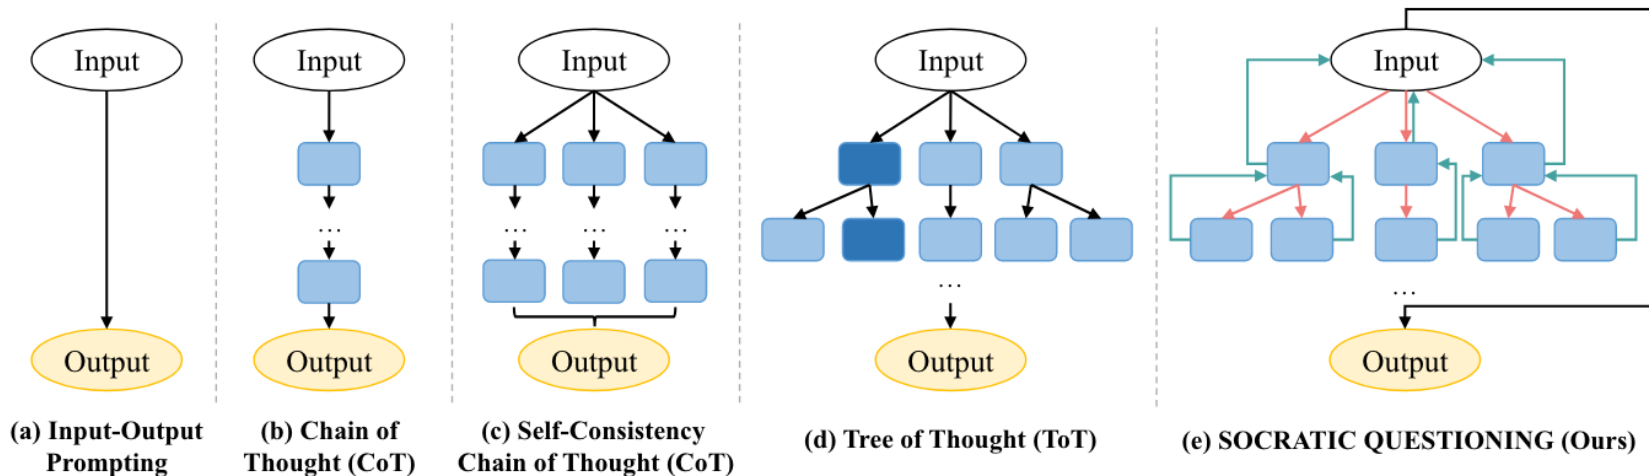 Input
Output
(a) Input-Output
Prompting
Input
...
Output
(b) Chain of
Thought (CoT)
Input
... ... ...
Output
(c) Self-Consistency
Chain of Thought (CoT)
Input
...
Output
(d) Tree of Thought (ToT)
Input
...
Output
(e) SOCRATIC QUESTIONING (Ours)